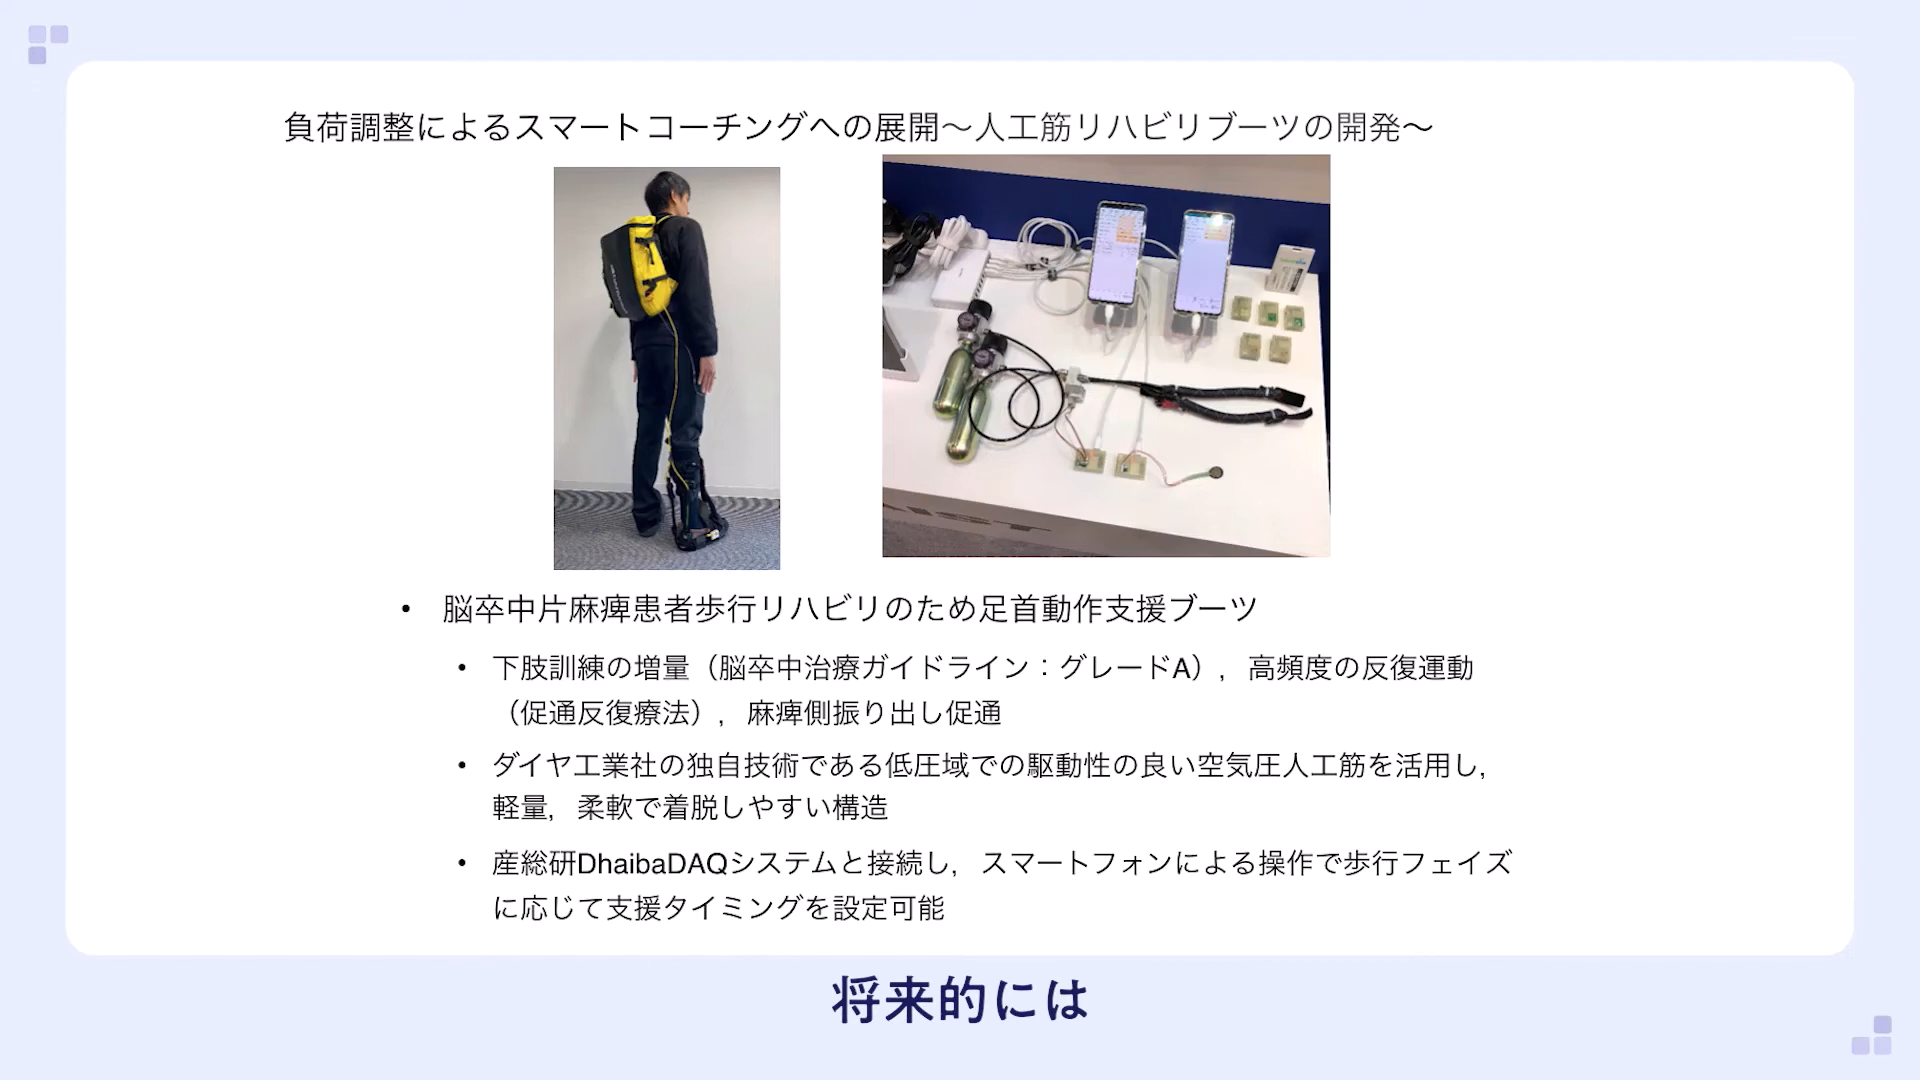 負荷調整によるスマートコーチングへの展開〜人工筋リハビリブーツの開発〜
AIST
• 脳卒中片麻痺患者歩行リハビリのため足首動作支援ブーツ
• 下肢訓練の増量（脳卒中治療ガイドライン：グレードA），高頻度の反復運動
（促通反復療法），麻痺側振り出し促通
• ダイヤ工業社の独自技術である低圧域での駆動性の良い空気圧人工筋を活用し，
軽量，柔軟で着脱しやすい構造
• 産総研DhaibaDAQシステムと接続し，スマートフォンによる操作で歩行フェイズ
に応じて支援タイミングを設定可能
将来的には